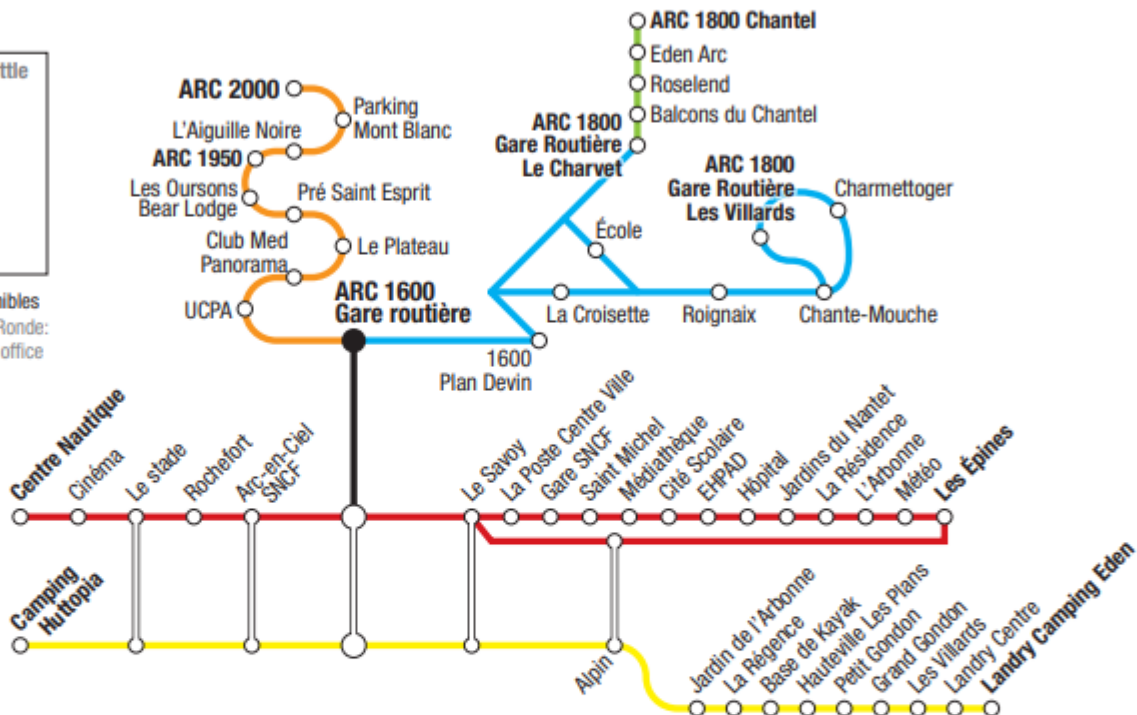 ttle
nibles
Ronde:
office
ARC 2000
Parking
Mont Blanc
L'Aiguille Noire
ARC 1950
Les Oursons
Bear Lodge
Pré Saint Esprit
Club Med
Panorama
Le Plateau
UCPA
ARC 1600
Gare routière
1600
Plan Devin
ARC 1800 Chantel
Eden Arc
Roselend
Balcons du Chantel
ARC 1800
Gare Routière
Le Charvet
ARC 1800
Gare Routière
Les Villards
Charmettoger
École
La Croisette
Roignaix
Chante-Mouche
Centre Nautique
Cinéma
Le stade
Rochefort
Arc-en-Ciel
SNCF
Le Savoy
La Poste Centre Ville
Gare SNCF
Saint Michel
Médiathèque
Cité Scolaire
EHPAD
Hôpital
Jardins du Nantet
La Résidence
L'Arbonne
Météo
Les Épines
Camping
Huttopia
Alpin
Jardin de l'Arbonne
La Régence
Base de Kayak
Hauteville Les Plans
Petit Gondon
Grand Gondon
Les Villards
Landry Centre
Landry Camping Eden